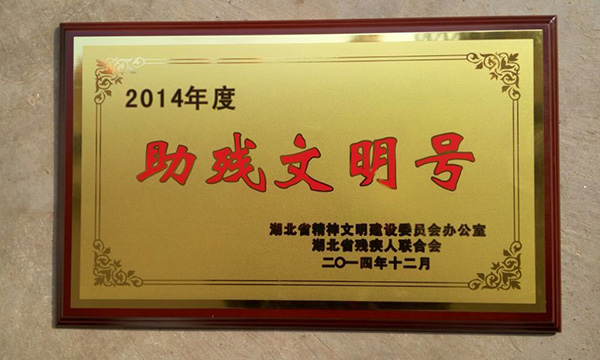 2014年度
助残文明号
湖北省精神文明建设委员会办公室
湖北省残疾人联合会
二〇一四年十二月